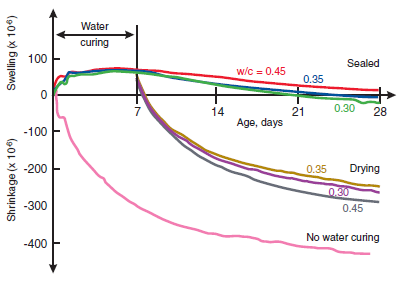 Water
curing
Swelling (x 10⁶)
100
0
-100
-200
-300
-400
Shrinkage (x 10⁶)
Sealed
w/c = 0.45
0.35
0.30
7
14
21
28
Age, days
0.35
Drying
0.30
0.45
No water curing